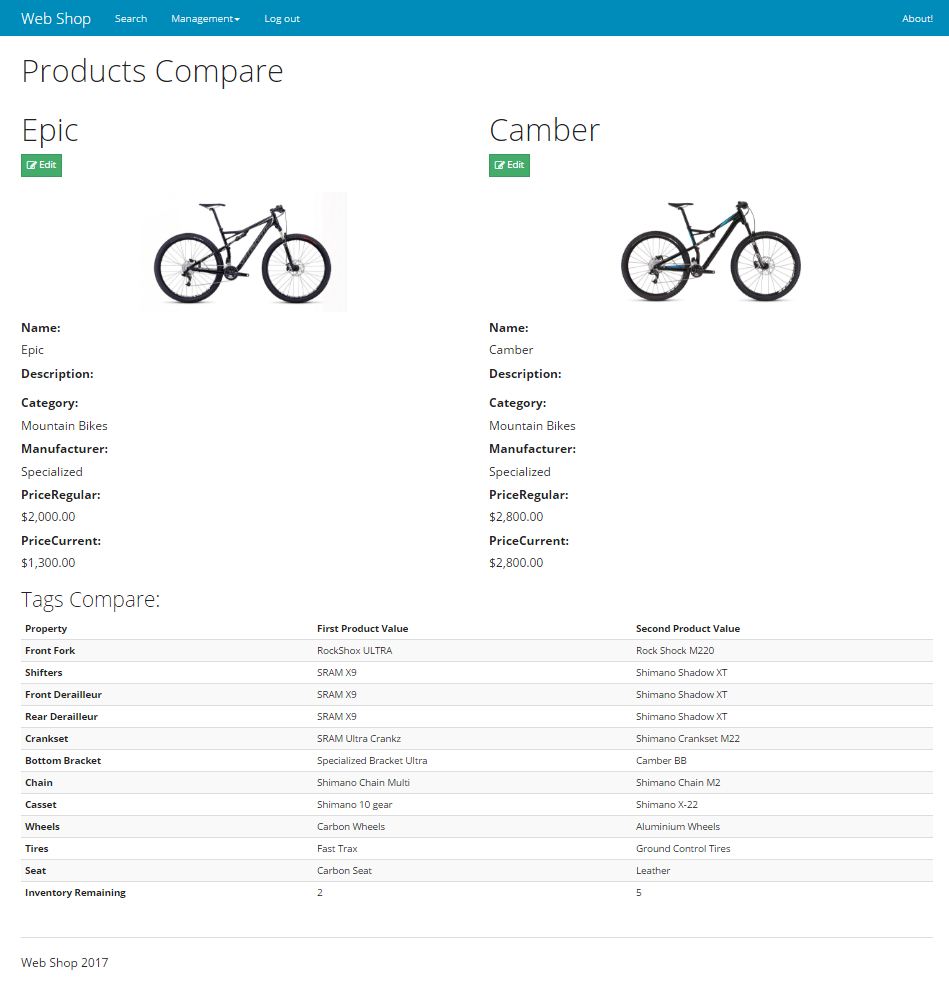 Web Shop Search Management Log out About!
Products Compare
Epic
Edit
Name:
Epic
Description:
Category:
Mountain Bikes
Manufacturer:
Specialized
PriceRegular:
$2,000.00
PriceCurrent:
$1,300.00
Camber
Edit
Name:
Camber
Description:
Category:
Mountain Bikes
Manufacturer:
Specialized
PriceRegular:
$2,800.00
PriceCurrent:
$2,800.00
Tags Compare:
Property First Product Value Second Product Value
Front Fork RockShox ULTRA Rock Shock M220
Shifters SRAM X9 Shimano Shadow XT
Front Derailleur SRAM X9 Shimano Shadow XT
Rear Derailleur SRAM X9 Shimano Shadow XT
Crankset SRAM Ultra Crankz Shimano Crankset M22
Bottom Bracket Specialized Bracket Ultra Camber BB
Chain Shimano Chain Multi Shimano Chain M2
Casset Shimano 10 gear Shimano X-22
Wheels Carbon Wheels Aluminium Wheels
Tires Fast Trax Ground Control Tires
Seat Carbon Seat Leather
Inventory Remaining 2 5
Web Shop 2017